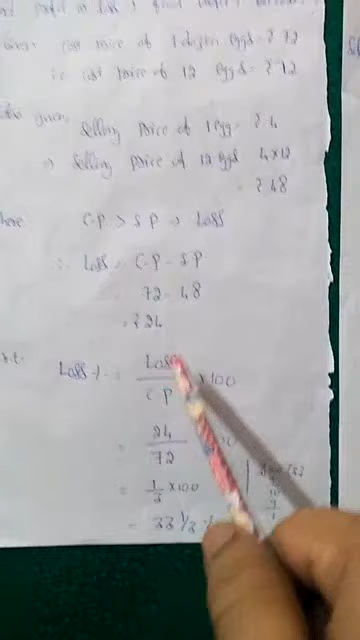 given cost price of 1 dozen eggs = ₹ 72
i.e cost price of 12 eggs = ₹ 72
given Selling price of 1 egg = ₹ 4
⇒ Selling price of 12 eggs 4×12
= ₹ 48
here C.P > S.P → Loss
∴ Loss = C.P - S.P
72 - 48
= ₹ 24
Loss % = Loss / C.P ×100
= 24 / 72
= 1/3 ×100
= 33 1/3 %